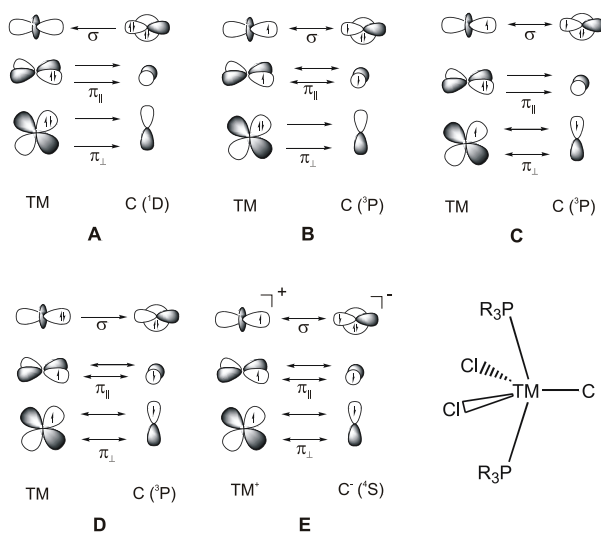 σ
σ
σ
π||
π||
π||
π⊥
π⊥
π⊥
TM C (¹D)
TM C (³P)
TM C (³P)
A
B
C
σ
+ σ -
π||
π||
π⊥
π⊥
TM C (³P)
TM⁺ C⁻ (⁴S)
D
E
R₃P
Cl
Cl
TM C
R₃P